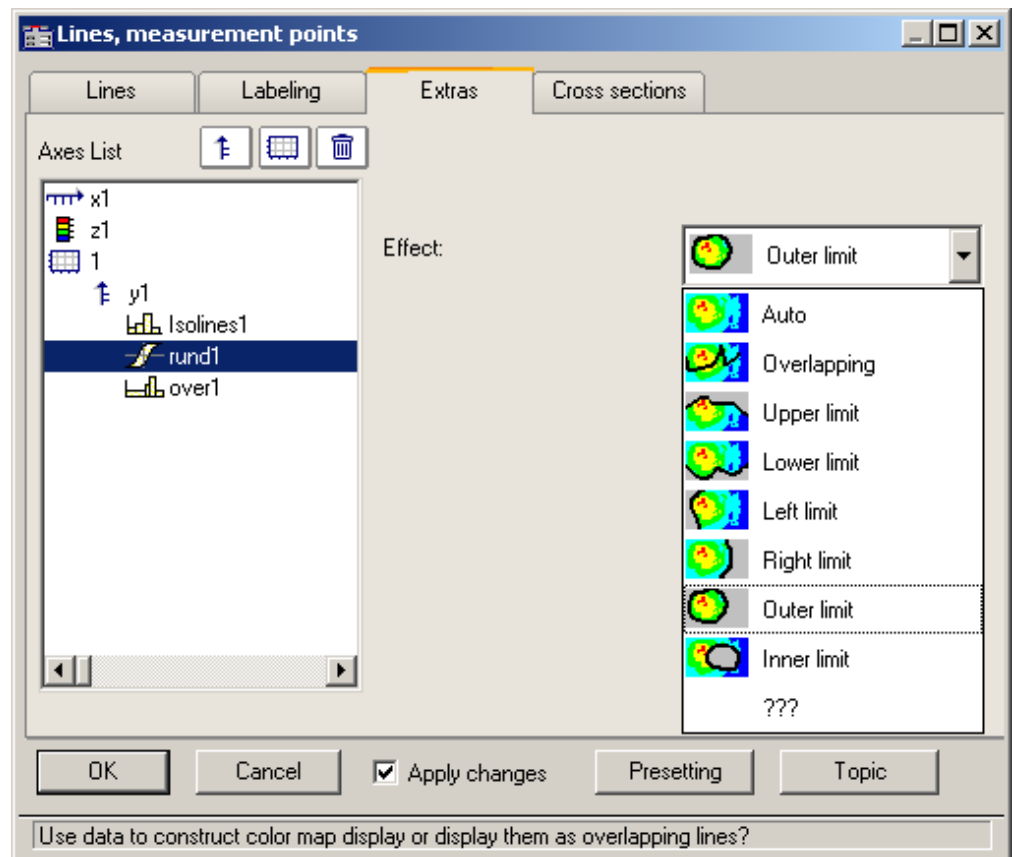 Lines, measurement points
Lines
Labeling
Extras
Cross sections
Axes List
x1
z1
1
y1
Isolines1
rund1
over1
Effect:
Outer limit
Auto
Overlapping
Upper limit
Lower limit
Left limit
Right limit
Outer limit
Inner limit
???
OK
Cancel
Apply changes
Presetting
Topic
Use data to construct color map display or display them as overlapping lines?